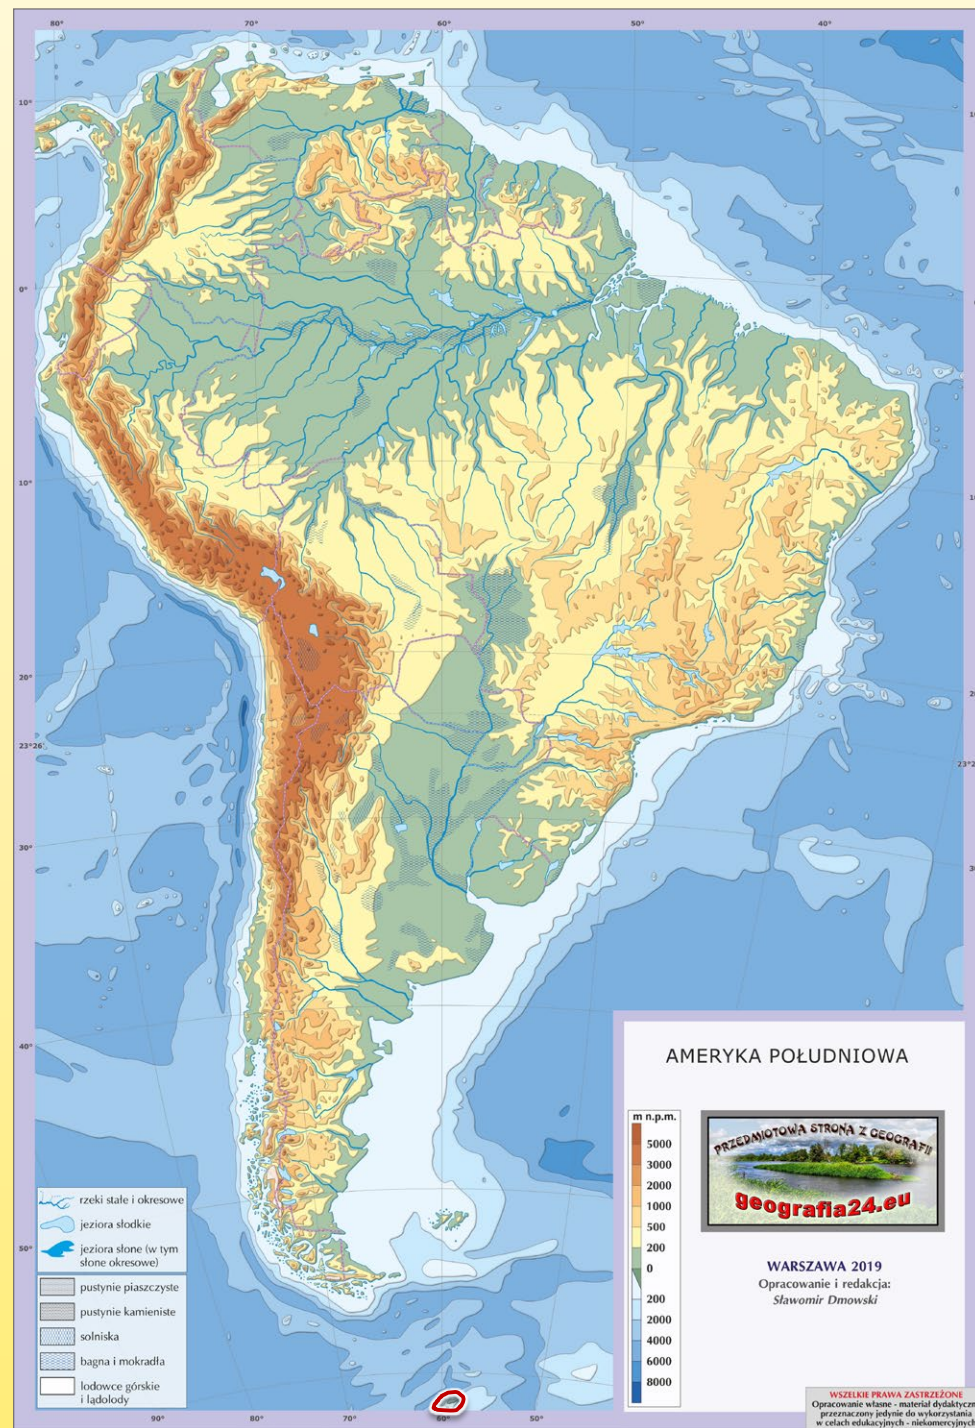 80° 70° 60° 50° 40°
10°
0°
10°
20°
23°26'
30°
40°
50°
90° 80° 70° 60° 50°
AMERYKA POŁUDNIOWA
m n.p.m.
5000
3000
2000
1000
500
200
0
200
2000
4000
6000
8000
PRZEDMIOTOWA STRONA Z GEOGRAFII
geografia24.eu
WARSZAWA 2019
Opracowanie i redakcja:
Sławomir Dmowski
rzeki stałe i okresowe
jeziora słodkie
jeziora słone (w tym
słone okresowe)
pustynie piaszczyste
pustynie kamieniste
solniska
bagna i mokradła
lodowce górskie
i lądolody
WSZELKIE PRAWA ZASTRZEŻONE
Opracowanie własne - materiał dydaktyczn
przeznaczony jedynie do wykorzystania
w celach edukacyjnych - niekomercyjnych